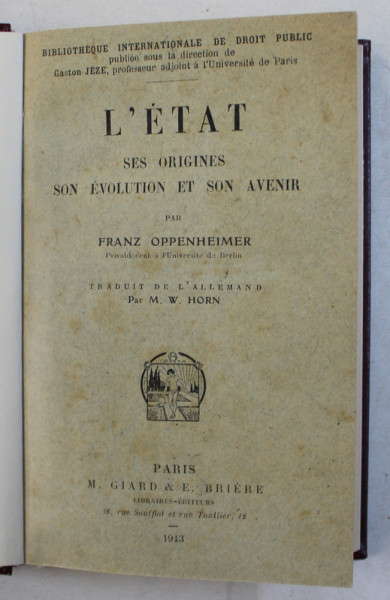 BIBLIOTHÈQUE INTERNATIONALE DE DROIT PUBLIC
publiée sous la direction de
Gaston JÈZE, professeur adjoint à l'Université de Paris
L'ÉTAT
SES ORIGINES
SON ÉVOLUTION ET SON AVENIR
PAR
FRANZ OPPENHEIMER
Privatdocent à l'Université de Berlin
TRADUIT DE L'ALLEMAND
Par M. W. HORN
PARIS
M. GIARD & E. BRIÈRE
LIBRAIRES-ÉDITEURS
16, rue Soufflot et rue Toullier, 12
1913